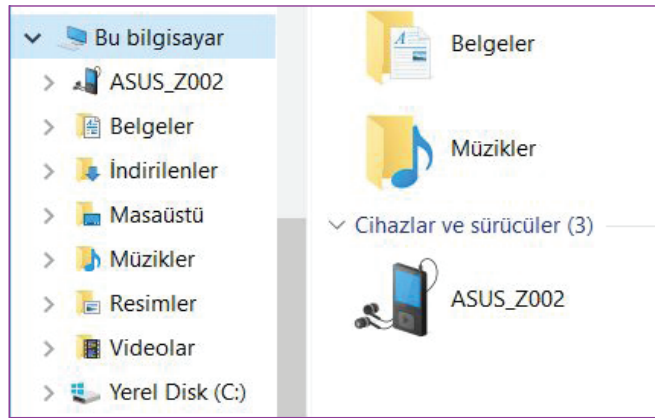 Bu bilgisayar
ASUS_Z002
Belgeler
İndirilenler
Masaüstü
Müzikler
Resimler
Videolar
Yerel Disk (C:)
Belgeler
Müzikler
Cihazlar ve sürücüler (3)
ASUS_Z002